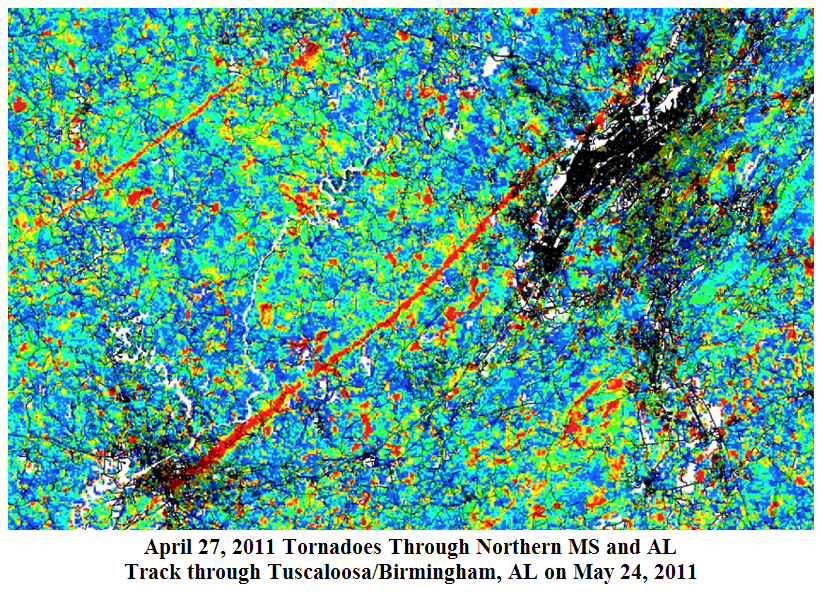 April 27, 2011 Tornadoes Through Northern MS and AL
Track through Tuscaloosa/Birmingham, AL on May 24, 2011